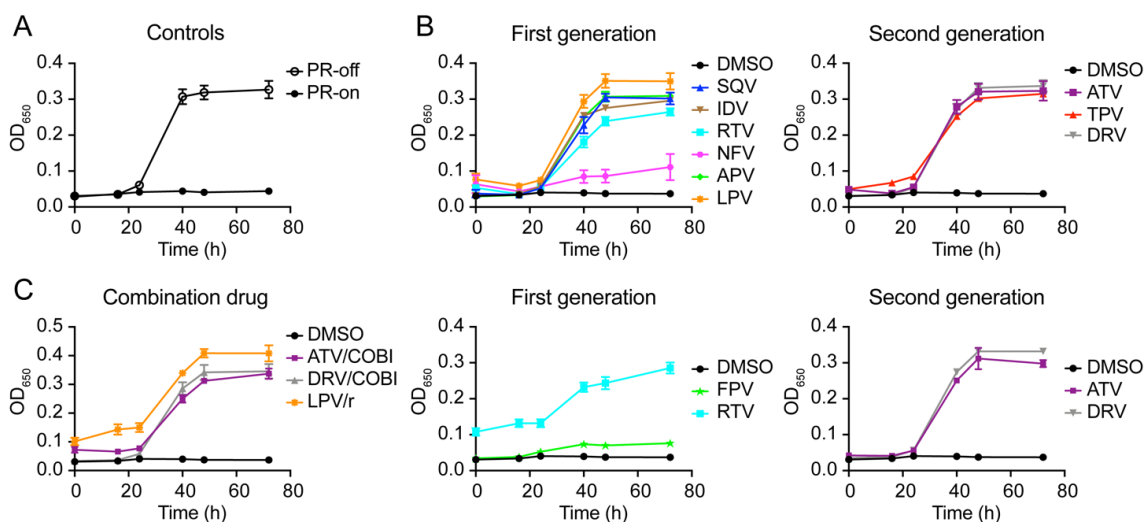 A
Controls
OD650
0.4
0.3
0.2
0.1
0.0
0 20 40 60 80
Time (h)
PR-off
PR-on
B
First generation
OD650
0.4
0.3
0.2
0.1
0.0
0 20 40 60 80
Time (h)
DMSO
SQV
IDV
RTV
NFV
APV
LPV
Second generation
OD650
0.4
0.3
0.2
0.1
0.0
0 20 40 60 80
Time (h)
DMSO
ATV
TPV
DRV
C
Combination drug
OD650
0.5
0.4
0.3
0.2
0.1
0.0
0 20 40 60 80
Time (h)
DMSO
ATV/COBI
DRV/COBI
LPV/r
First generation
OD650
0.4
0.3
0.2
0.1
0.0
0 20 40 60 80
Time (h)
DMSO
FPV
RTV
Second generation
OD650
0.4
0.3
0.2
0.1
0.0
0 20 40 60 80
Time (h)
DMSO
ATV
DRV